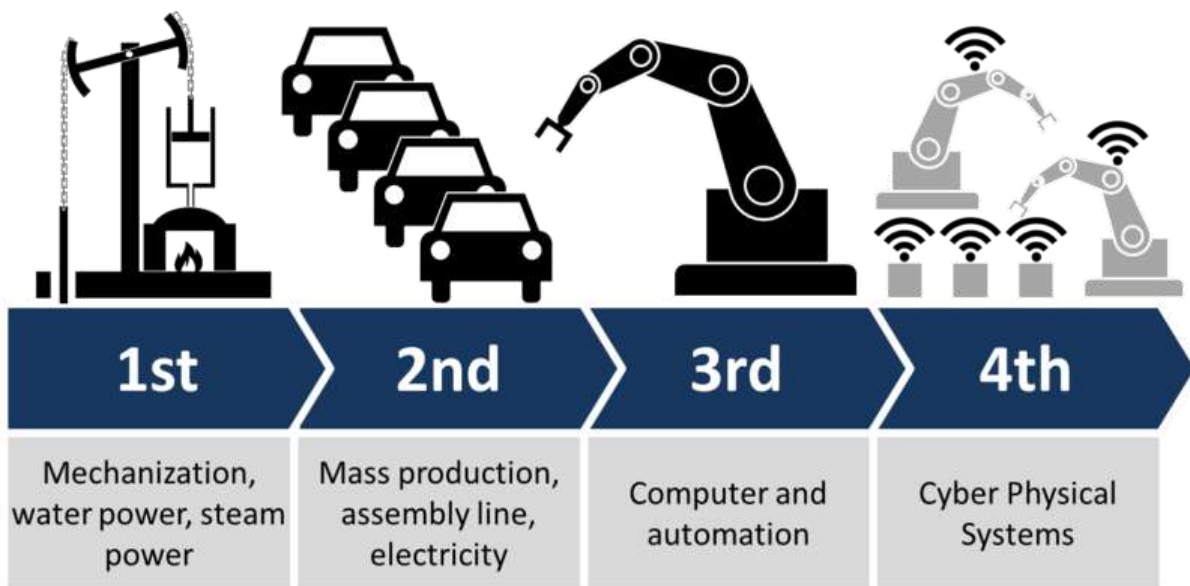 1st
2nd
3rd
4th
Mechanization,
water power, steam
power
Mass production,
assembly line,
electricity
Computer and
automation
Cyber Physical
Systems